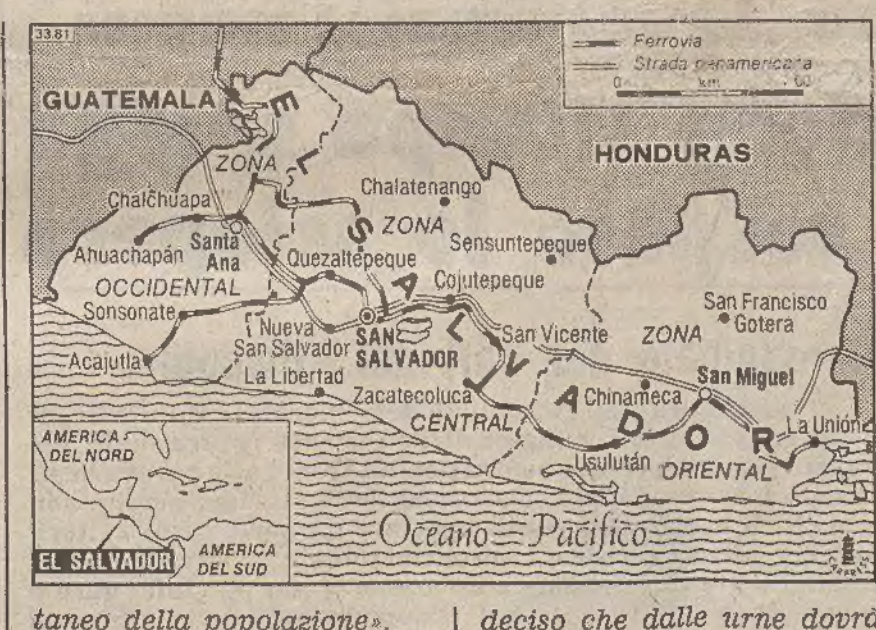 33.81
Ferrovia
Strada panamericana
0 km 60
GUATEMALA
HONDURAS
EL SALVADOR
ZONA
OCCIDENTAL
Chalchuapa
Ahuachapán
Santa
Ana
Sonsonate
Acajutla
ZONA
CENTRAL
Chalatenango
Sensuntepeque
Quezaltepeque
Cojutepeque
Nueva
San Salvador
SAN
SALVADOR
La Libertad
Zacatecoluca
San Vicente
ZONA
ORIENTAL
San Francisco
Gotera
Chinameca
San Miguel
La Unión
Usulután
Oceano Pacifico
AMERICA
DEL NORD
EL SALVADOR
AMERICA
DEL SUD
taneo della popolazione».
deciso che dalle urne dovrà